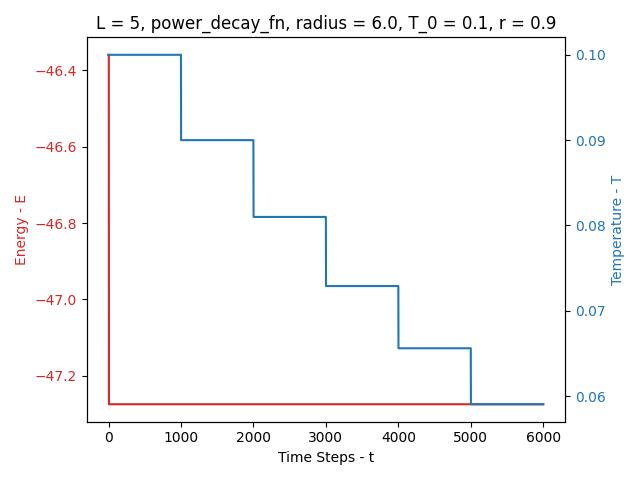 L = 5, power_decay_fn, radius = 6.0, T_0 = 0.1, r = 0.9
−46.4
−46.6
−46.8
−47.0
−47.2
Energy - E
0.10
0.09
0.08
0.07
0.06
Temperature - T
0 1000 2000 3000 4000 5000 6000
Time Steps - t